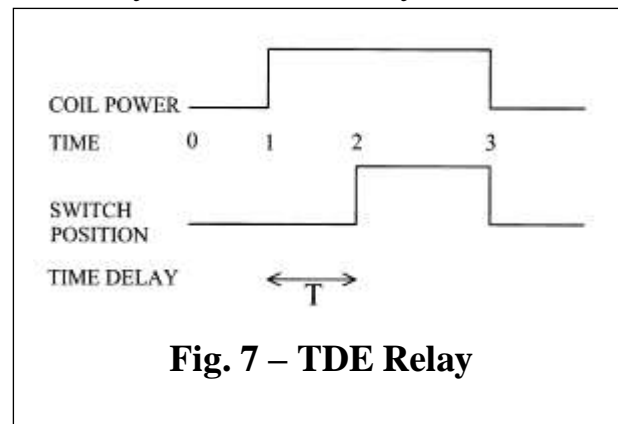 COIL POWER
TIME 0 1 2 3
SWITCH
POSITION
TIME DELAY
T
Fig. 7 – TDE Relay